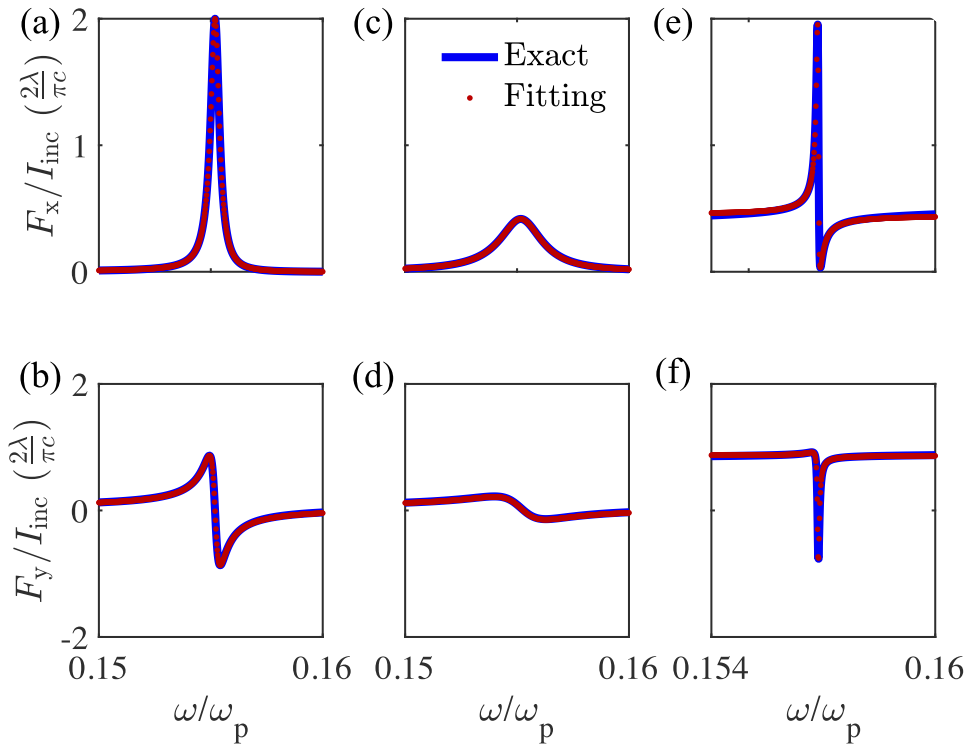 (a) (c) (e)
2
1
0
F_x/I_inc (2λ/πc)
Exact
Fitting
(b) (d) (f)
2
0
-2
F_y/I_inc (2λ/πc)
0.15 0.16 0.15 0.16 0.154 0.16
ω/ω_p ω/ω_p ω/ω_p